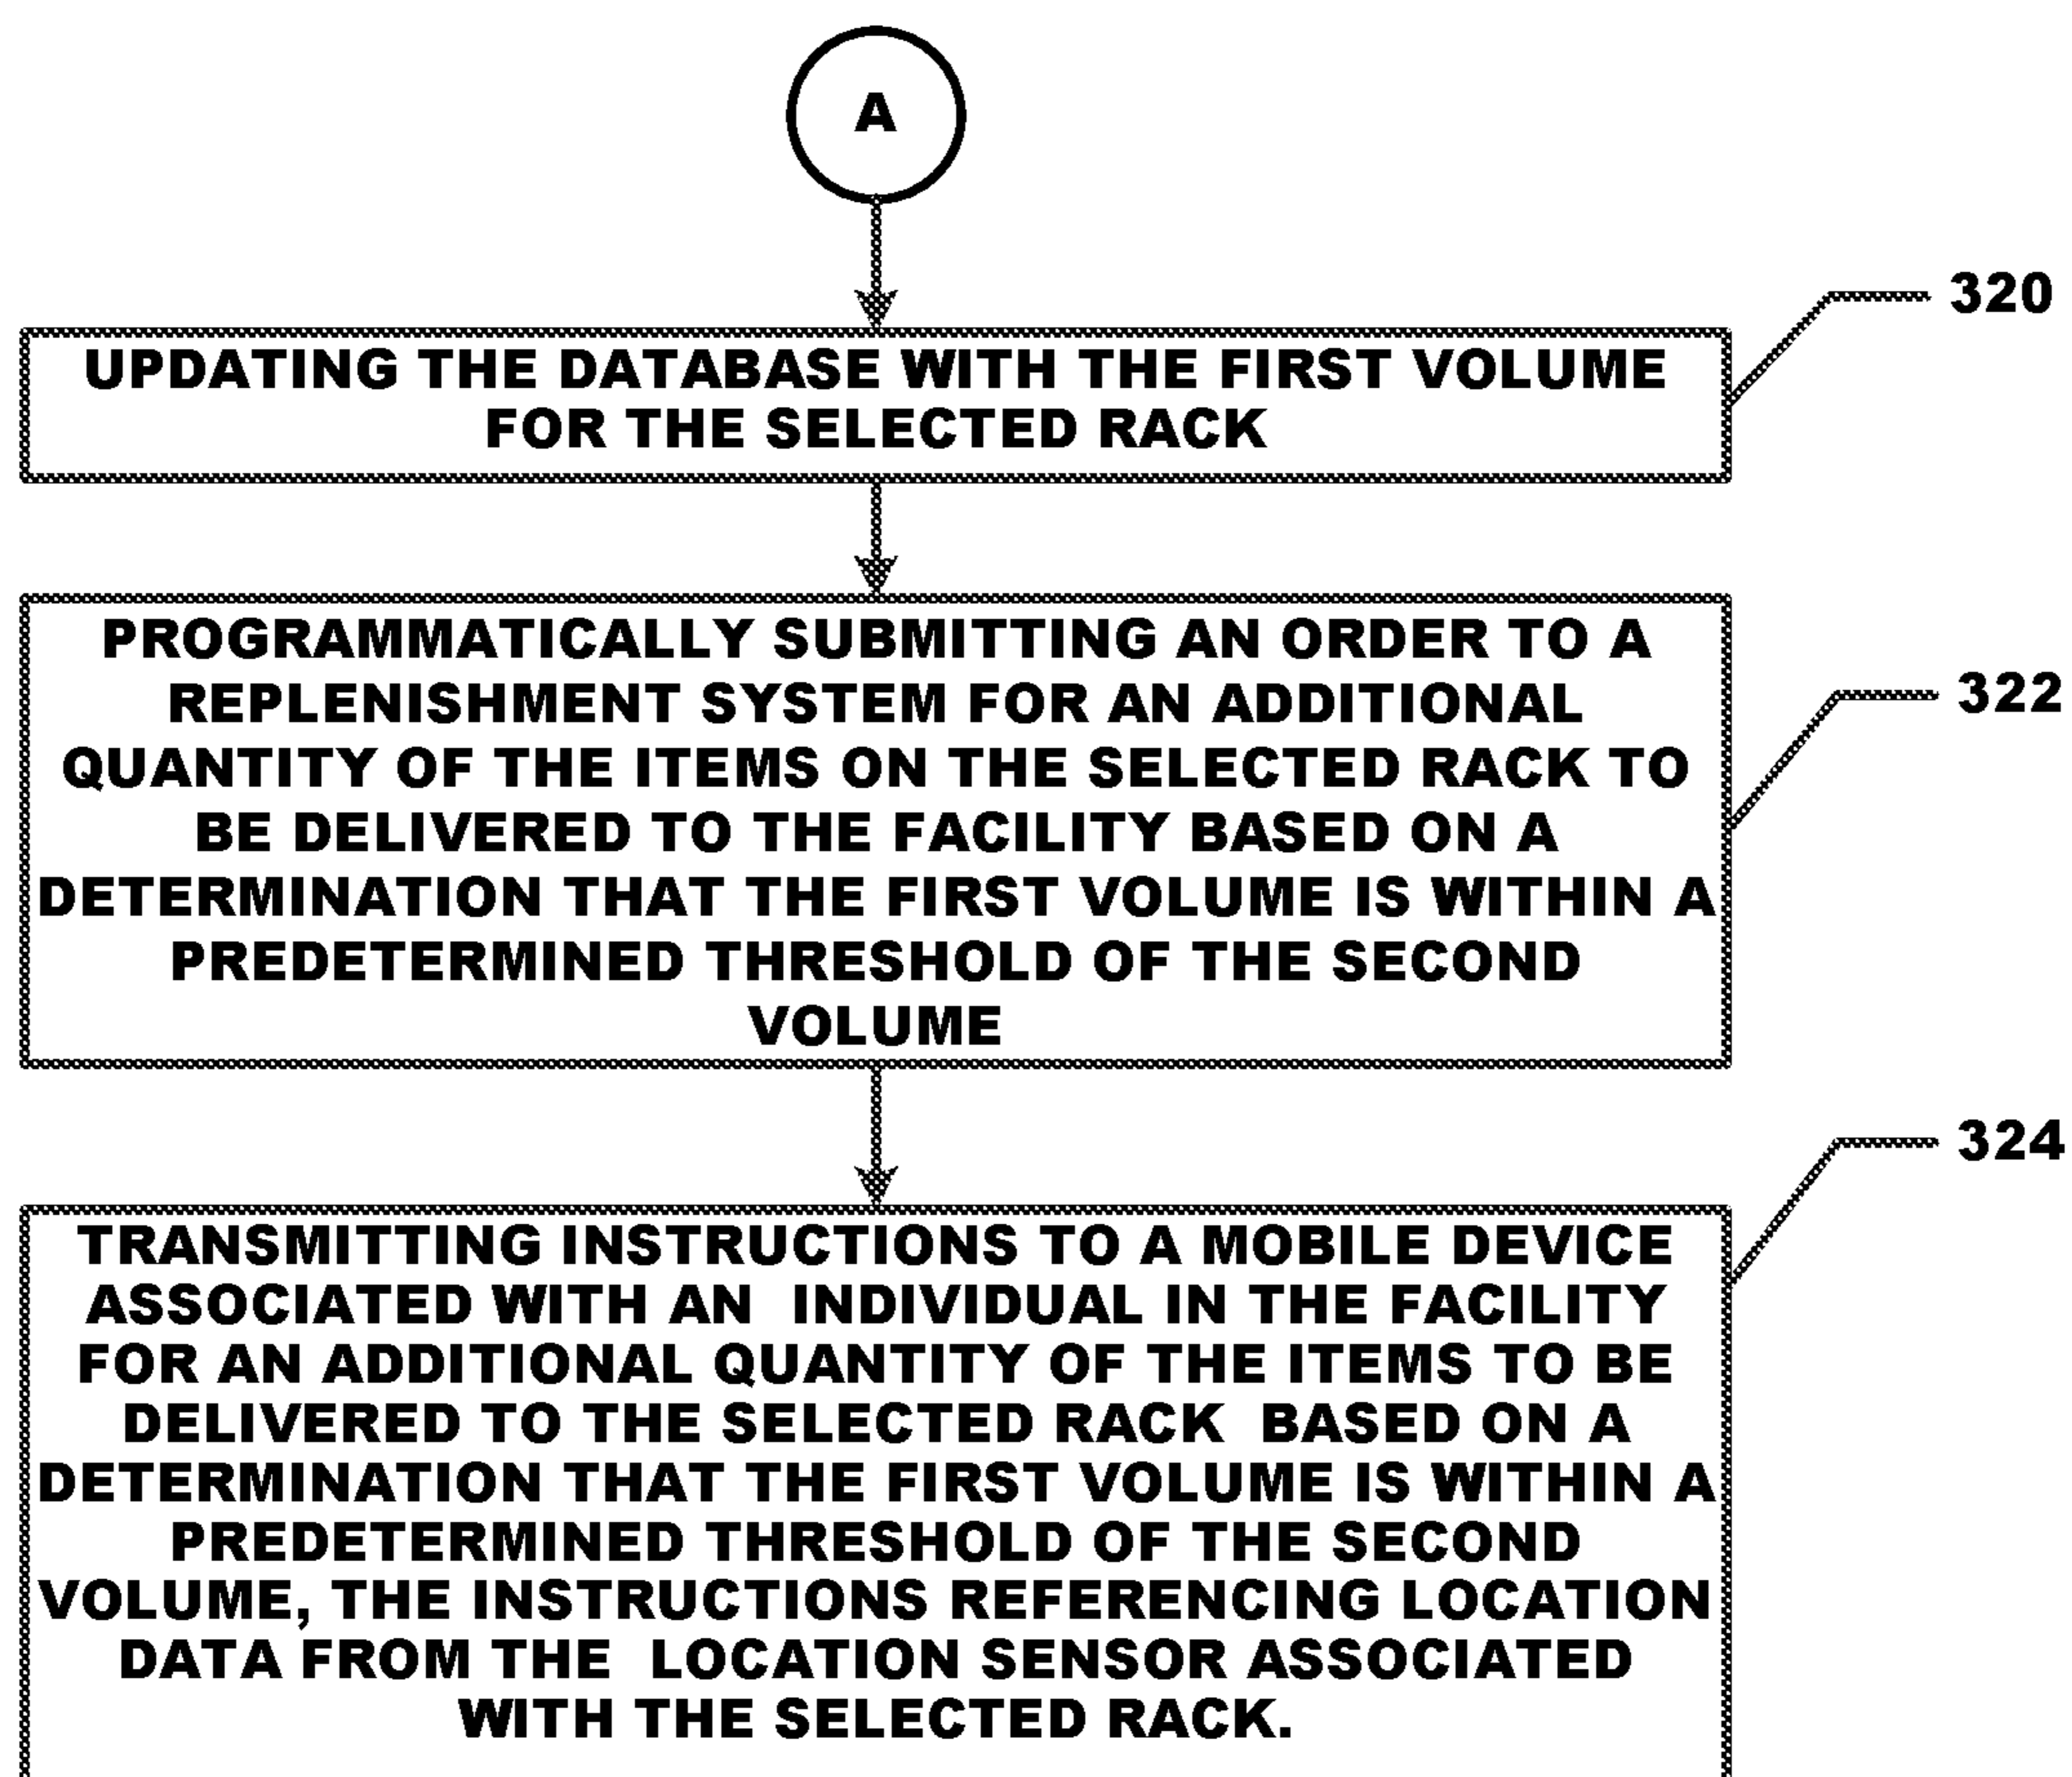 A
320
UPDATING THE DATABASE WITH THE FIRST VOLUME
FOR THE SELECTED RACK
322
PROGRAMMATICALLY SUBMITTING AN ORDER TO A
REPLENISHMENT SYSTEM FOR AN ADDITIONAL
QUANTITY OF THE ITEMS ON THE SELECTED RACK TO
BE DELIVERED TO THE FACILITY BASED ON A
DETERMINATION THAT THE FIRST VOLUME IS WITHIN A
PREDETERMINED THRESHOLD OF THE SECOND
VOLUME
324
TRANSMITTING INSTRUCTIONS TO A MOBILE DEVICE
ASSOCIATED WITH AN INDIVIDUAL IN THE FACILITY
FOR AN ADDITIONAL QUANTITY OF THE ITEMS TO BE
DELIVERED TO THE SELECTED RACK BASED ON A
DETERMINATION THAT THE FIRST VOLUME IS WITHIN A
PREDETERMINED THRESHOLD OF THE SECOND
VOLUME, THE INSTRUCTIONS REFERENCING LOCATION
DATA FROM THE LOCATION SENSOR ASSOCIATED
WITH THE SELECTED RACK.